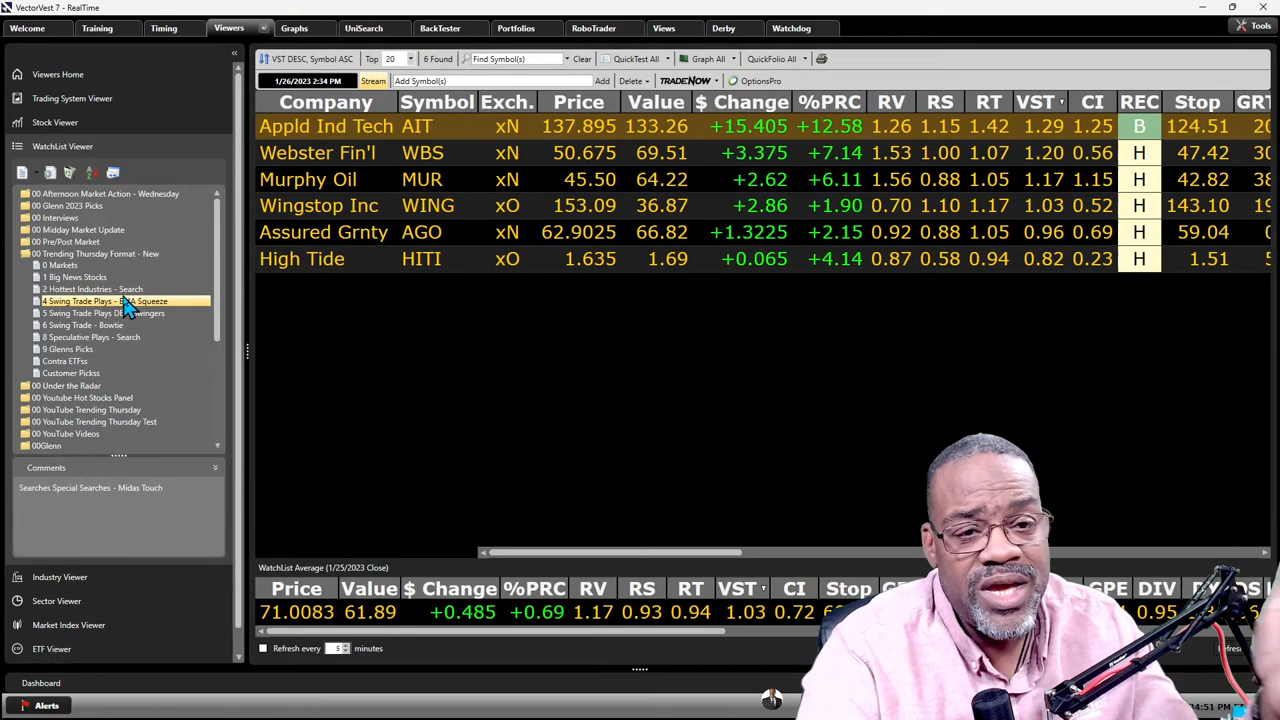 VectorVest 7 - RealTime
Welcome Training Timing Viewers Graphs UniSearch BackTester Portfolios RoboTrader Views Derby Watchdog Tools
VST DESC, Symbol ASC Top 20 6 Found Find Symbol(s) Clear QuickTest All Graph All QuickFolio All
1/26/2023 2:34 PM Stream Add Symbol(s) Add Delete TRADENOW OptionsPro
Viewers Home
Trading System Viewer
Stock Viewer
WatchList Viewer
00 Afternoon Market Action - Wednesday
00 Glenn 2023 Picks
00 Interviews
00 Midday Market Update
00 Pre/Post Market
00 Trending Thursday Format - New
0 Markets
1 Big News Stocks
2 Hottest Industries - Search
4 Swing Trade Plays - Squeeze
5 Swing Trade Plays
6 Swing Trade - Bowtie
8 Speculative Plays - Search
9 Glenns Picks
Contra ETFss
Customer Pickss
00 Under the Radar
00 Youtube Hot Stocks Panel
00 YouTube Trending Thursday
00 YouTube Trending Thursday Test
00 YouTube Videos
00Glenn
Comments
Searches Special Searches - Midas Touch
Industry Viewer
Sector Viewer
Market Index Viewer
ETF Viewer
Company Symbol Exch. Price Value $ Change %PRC RV RS RT VST CI REC Stop GRT
Appld Ind Tech AIT xN 137.895 133.26 +15.405 +12.58 1.26 1.15 1.42 1.29 1.25 B 124.51 20
Webster Fin'l WBS xN 50.675 69.51 +3.375 +7.14 1.53 1.00 1.07 1.20 0.56 H 47.42 30
Murphy Oil MUR xN 45.50 64.22 +2.62 +6.11 1.56 0.88 1.05 1.17 1.15 H 42.82 38
Wingstop Inc WING xO 153.09 36.87 +2.86 +1.90 0.70 1.10 1.17 1.03 0.52 H 143.10 19
Assured Grnty AGO xN 62.9025 66.82 +1.3225 +2.15 0.92 0.88 1.05 0.96 0.69 H 59.04
High Tide HITI xO 1.635 1.69 +0.065 +4.14 0.87 0.58 0.94 0.82 0.23 H 1.51
WatchList Average (1/25/2023 Close)
Price Value $ Change %PRC RV RS RT VST CI Stop GPE DIV
71.0083 61.89 +0.485 +0.69 1.17 0.93 0.94 1.03 0.72 0.95
Refresh every 5 minutes
Dashboard
Alerts